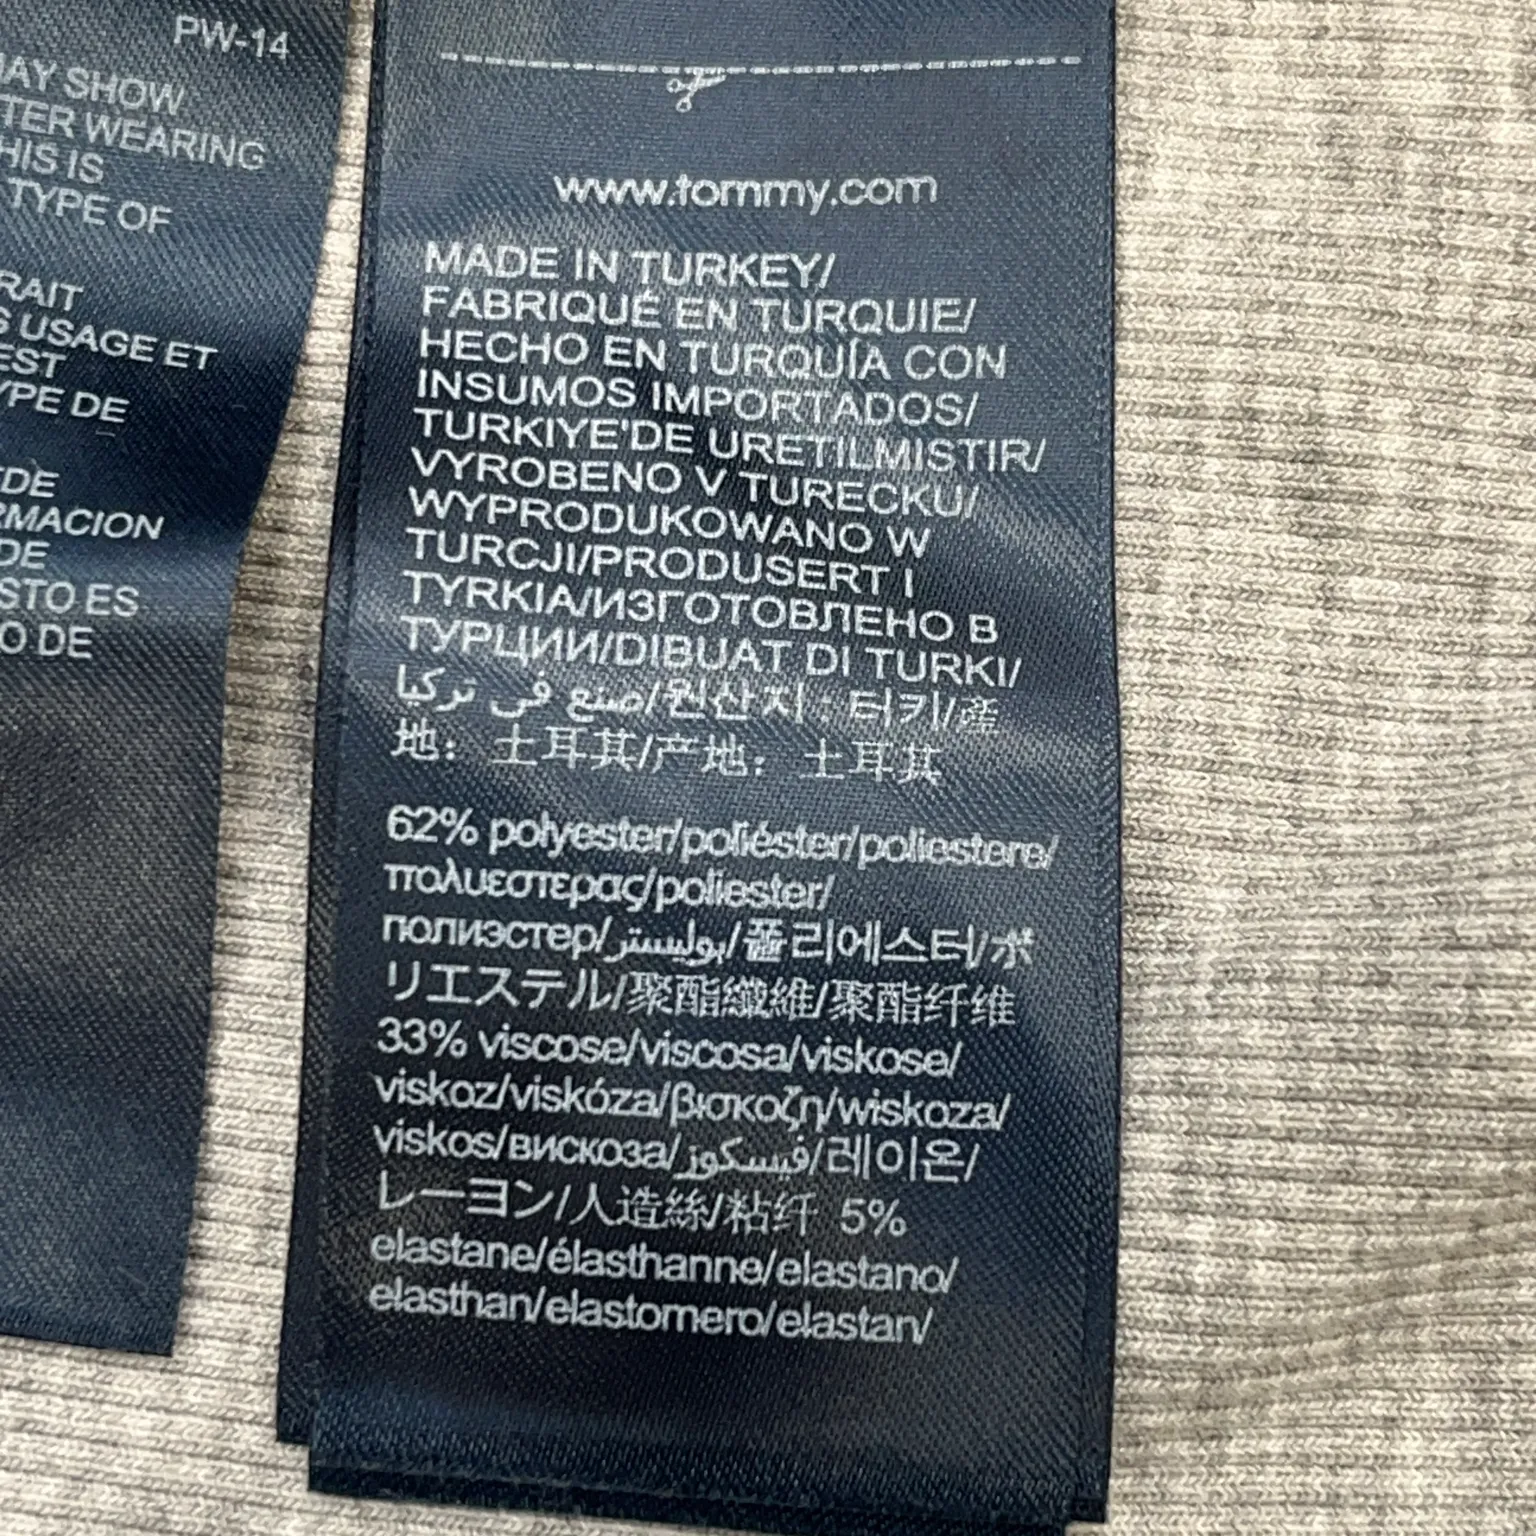 PW-14
MAY SHOW
TER WEARING
HIS IS
TYPE OF
RAIT
S USAGE ET
EST
YPE DE
DE
RMACION
DE
STO ES
O DE
www.tommy.com
MADE IN TURKEY/
FABRIQUÉ EN TURQUIE/
HECHO EN TURQUÍA CON
INSUMOS IMPORTADOS/
TURKIYE'DE URETILMISTIR/
VYROBENO V TURECKU/
WYPRODUKOWANO W
TURCJI/PRODUSERT I
TYRKIA/ИЗГОТОВЛЕНО В
ТУРЦИИ/DIBUAT DI TURKI/
صنع في تركيا/원산지 : 터키/產
地： 土耳其/产地： 土耳其
62% polyester/poliéster/poliestere/
πολυεστερας/poliester/
полиэстер/بوليستر/폴리에스터/ポ
リエステル/聚酯纖維/聚酯纤维
33% viscose/viscosa/viskose/
viskoz/viskóza/βισκοζη/wiskoza/
viskos/вискоза/فيسكوز/레이온/
レーヨン/人造絲/粘纤 5%
elastane/élasthanne/elastano/
elasthan/elastomero/elastan/